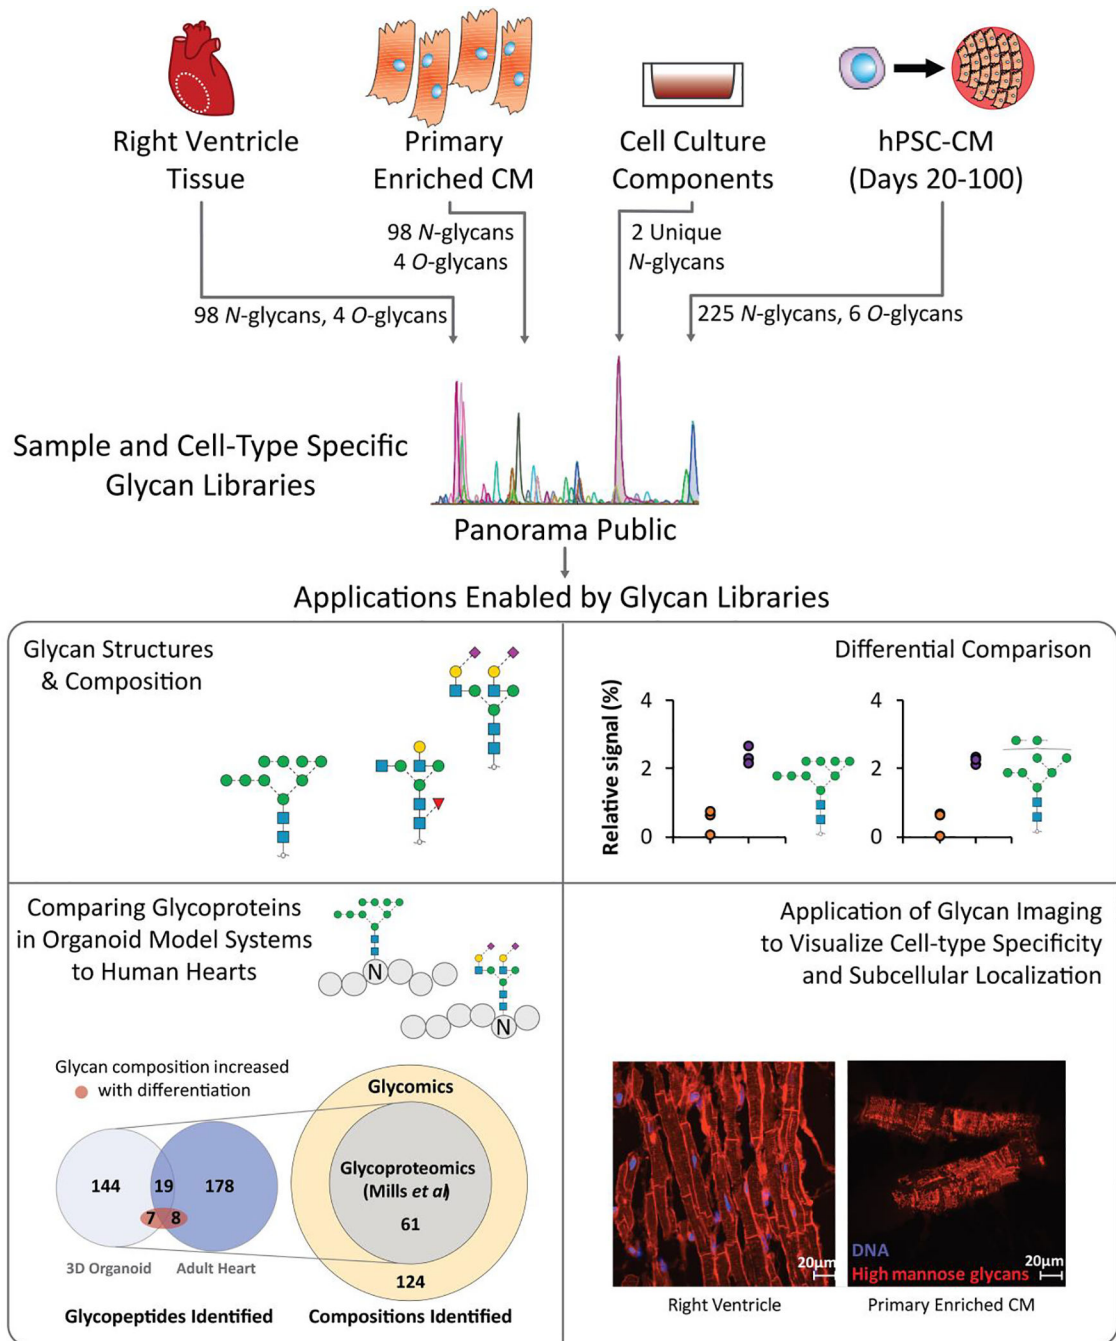 Right Ventricle
Tissue
Primary
Enriched CM
Cell Culture
Components
hPSC-CM
(Days 20-100)
98 N-glycans
4 O-glycans
2 Unique
N-glycans
98 N-glycans, 4 O-glycans
225 N-glycans, 6 O-glycans
Sample and Cell-Type Specific
Glycan Libraries
Panorama Public
Applications Enabled by Glycan Libraries
Glycan Structures
& Composition
Differential Comparison
Relative signal (%)
4
2
0
4
2
0
Comparing Glycoproteins
in Organoid Model Systems
to Human Hearts
N
N
Glycan composition increased
with differentiation
144
19
178
7
8
3D Organoid
Adult Heart
Glycopeptides Identified
Glycomics
Glycoproteomics
(Mills et al)
61
124
Compositions Identified
Application of Glycan Imaging
to Visualize Cell-type Specificity
and Subcellular Localization
20µm
DNA
High mannose glycans
20µm
Right Ventricle
Primary Enriched CM